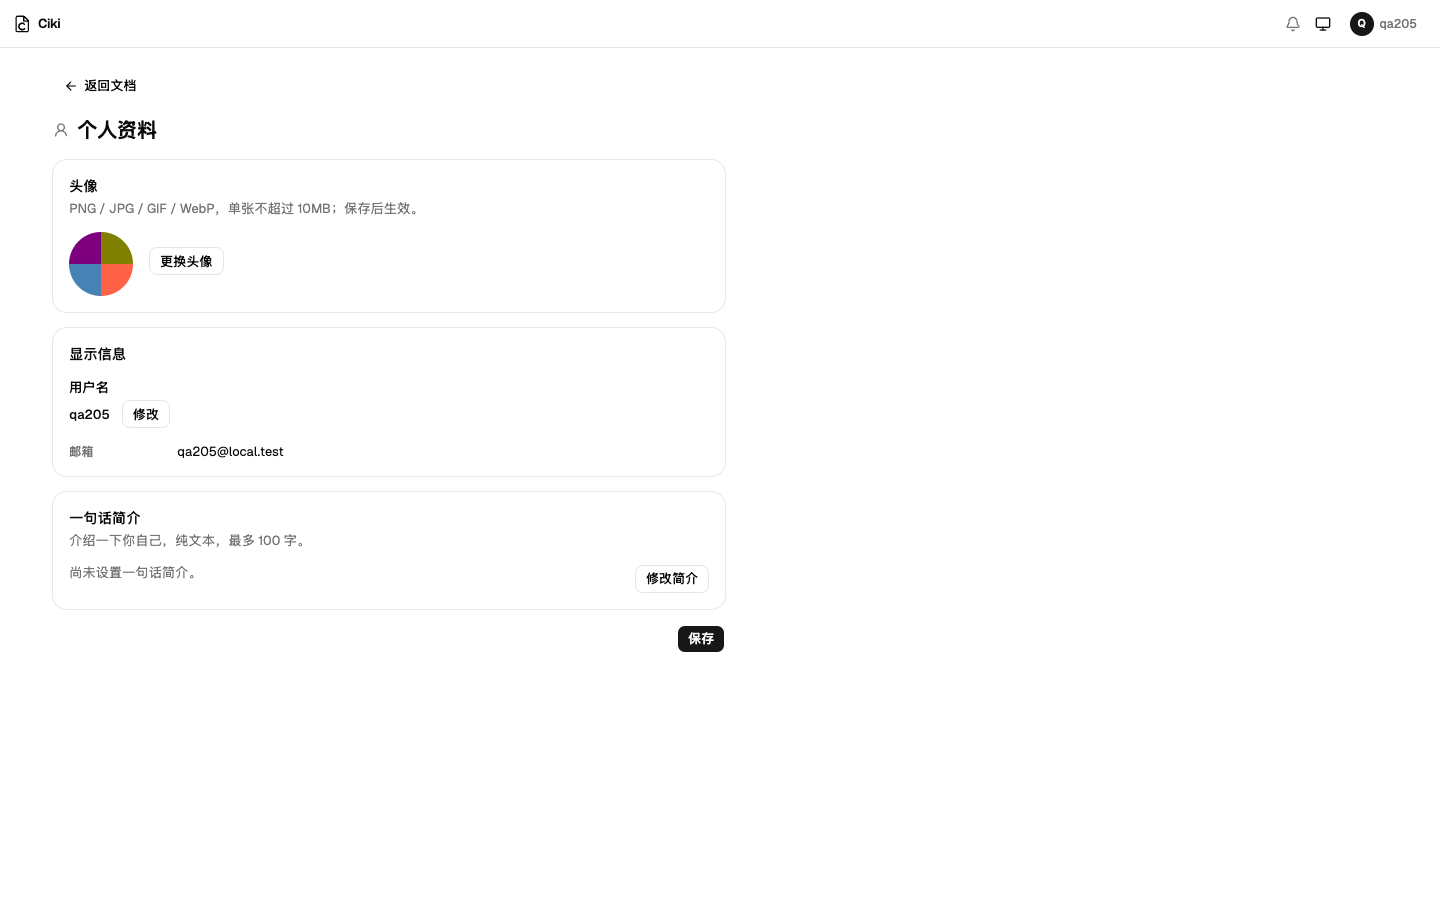 Ciki
Q qa205
返回文档
个人资料
头像
PNG / JPG / GIF / WebP，单张不超过 10MB；保存后生效。
更换头像
显示信息
用户名
qa205 修改
邮箱 qa205@local.test
一句话简介
介绍一下你自己，纯文本，最多 100 字。
尚未设置一句话简介。
修改简介
保存